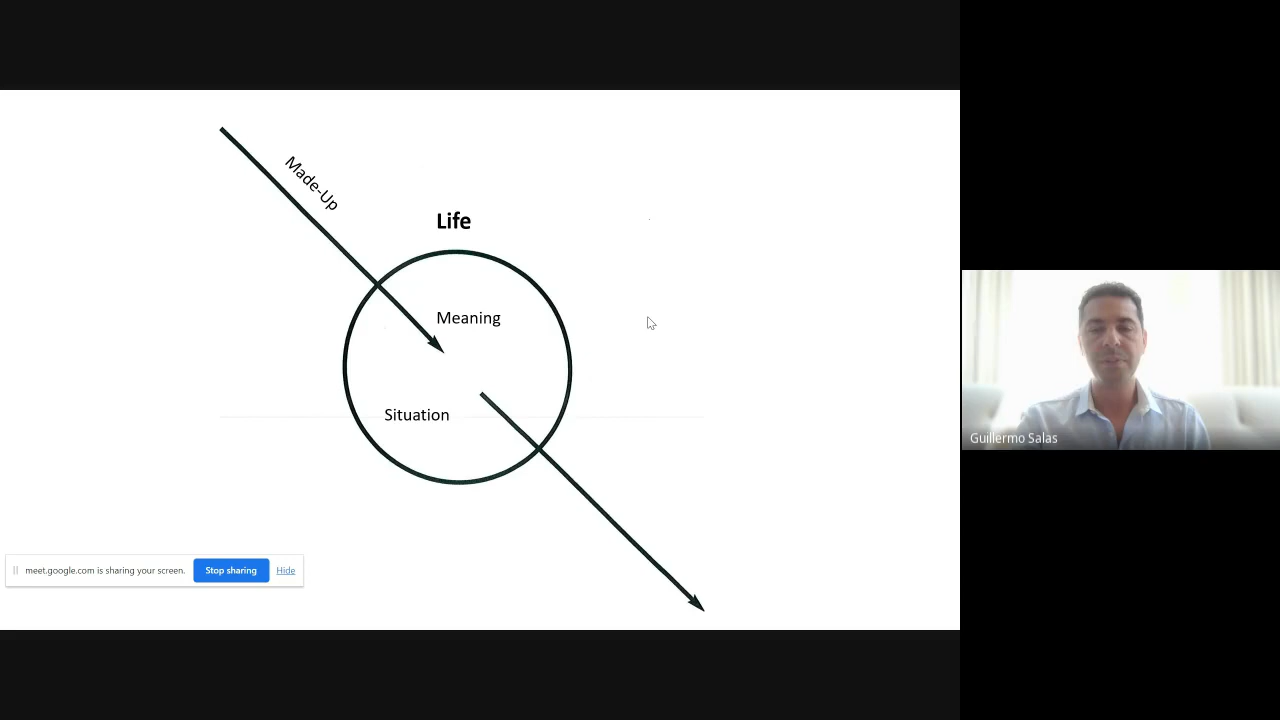 Made-Up
Life
Meaning
Situation
Guillermo Salas
meet.google.com is sharing your screen. Stop sharing Hide